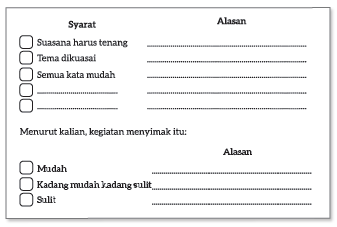 Syarat Alasan
Suasana harus tenang
Tema dikuasai
Semua kata mudah
Menurut kalian, kegiatan menyimak itu:
Alasan
Mudah
Kadang mudah kadang sulit
Sulit